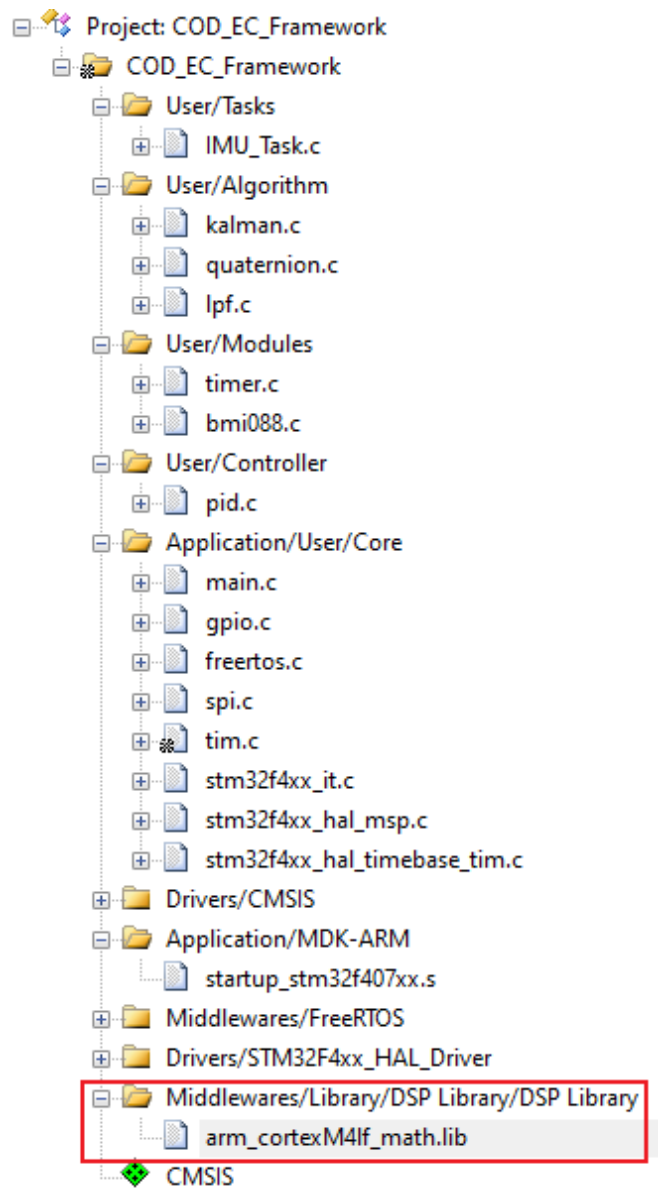 Project: COD_EC_Framework
COD_EC_Framework
User/Tasks
IMU_Task.c
User/Algorithm
kalman.c
quaternion.c
lpf.c
User/Modules
timer.c
bmi088.c
User/Controller
pid.c
Application/User/Core
main.c
gpio.c
freertos.c
spi.c
tim.c
stm32f4xx_it.c
stm32f4xx_hal_msp.c
stm32f4xx_hal_timebase_tim.c
Drivers/CMSIS
Application/MDK-ARM
startup_stm32f407xx.s
Middlewares/FreeRTOS
Drivers/STM32F4xx_HAL_Driver
Middlewares/Library/DSP Library/DSP Library
arm_cortexM4lf_math.lib
CMSIS